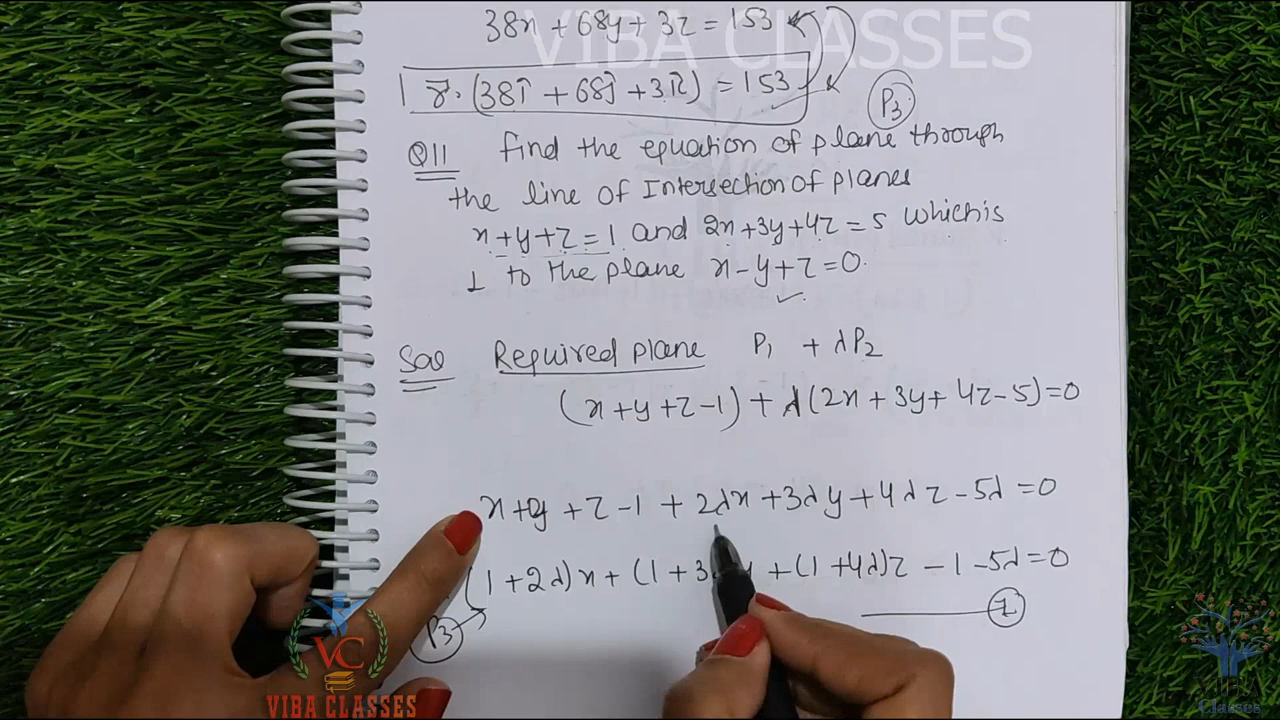 38x + 68y + 3z = 153
VIBA CLASSES
r⃗. (38î + 68ĵ + 3k̂) = 153
P3
Q11 find the equation of plane through
the line of Intersection of planes
x + y + z = 1 and 2x + 3y + 4z = 5 which is
⊥ to the plane x - y + z = 0.
Sol Required plane P1 + λP2
(x + y + z - 1) + λ(2x + 3y + 4z - 5) = 0
x + y + z - 1 + 2λx + 3λy + 4λz - 5λ = 0
(1 + 2λ)x + (1 + 3 y + (1 + 4λ)z - 1 - 5λ = 0
P3
VC
VIBA CLASSES
VIBA
Classes